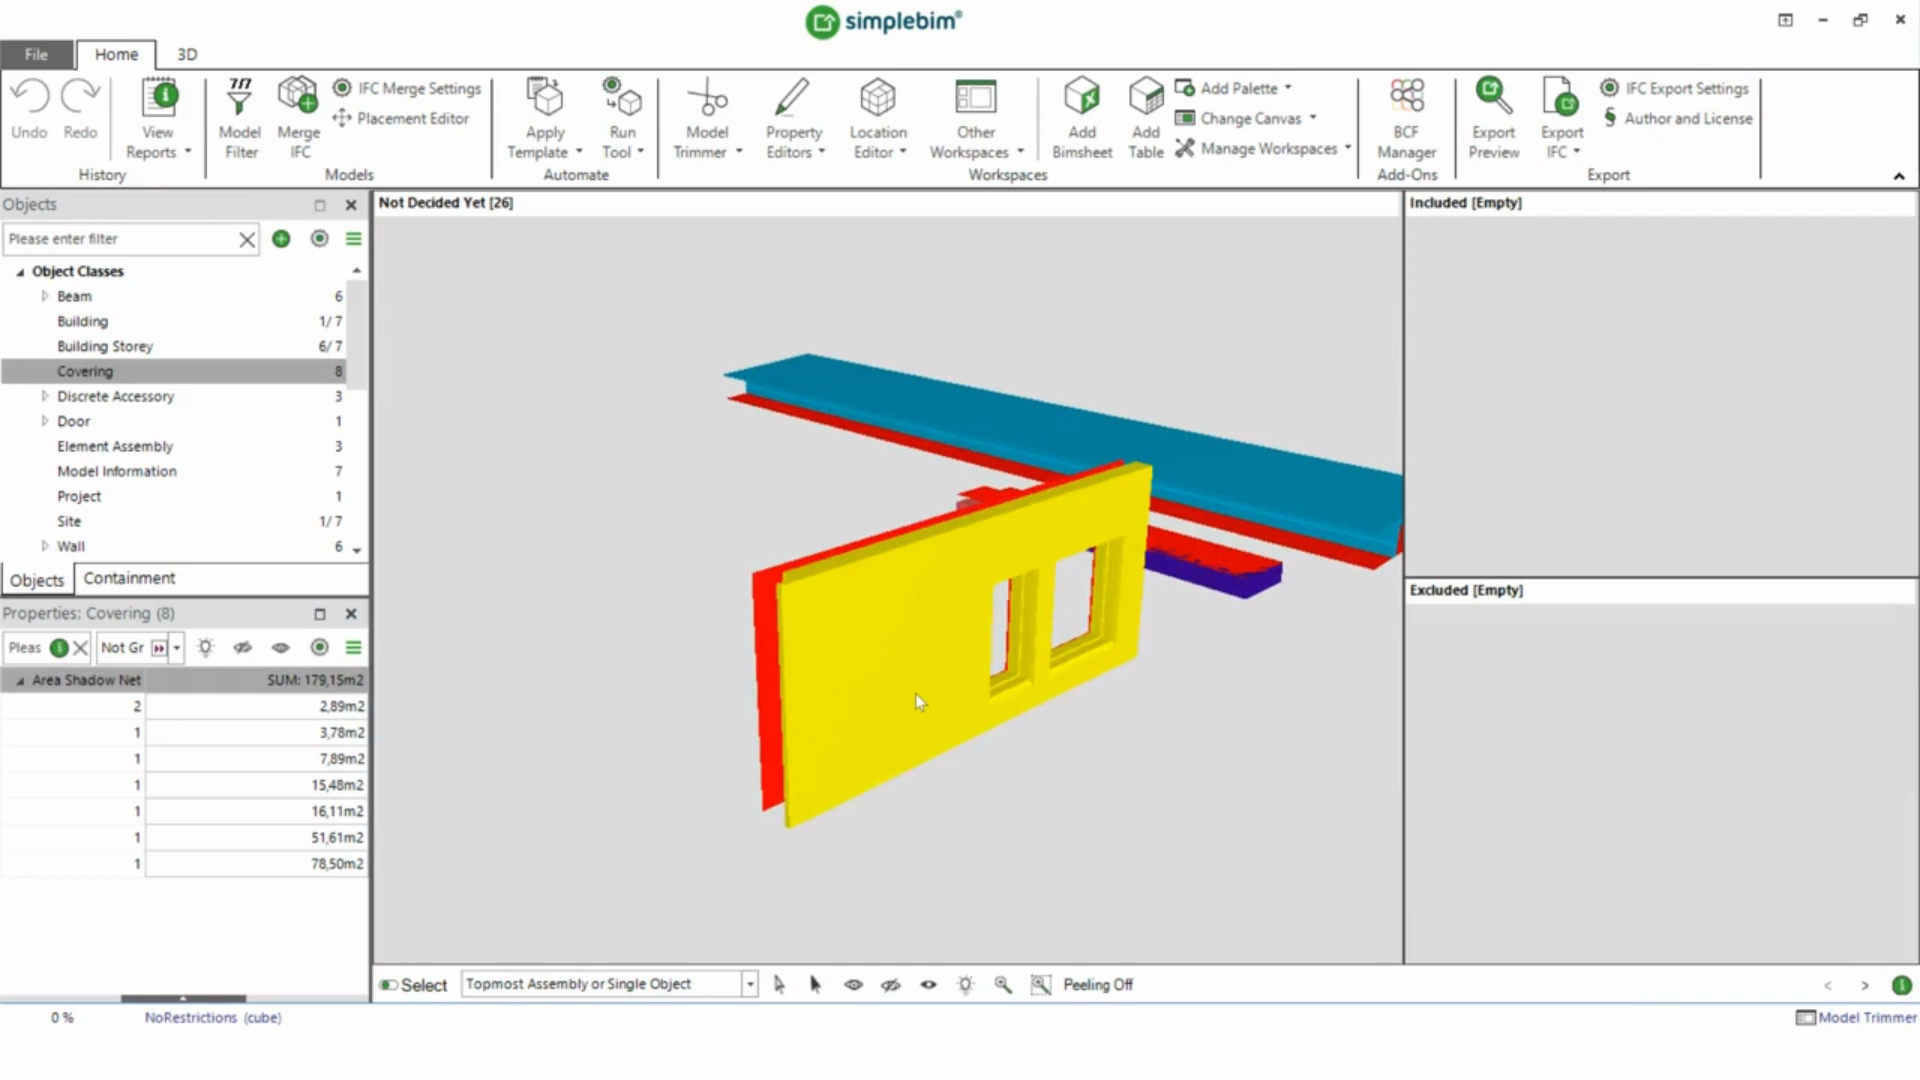 simplebim®
File Home 3D
Undo
Redo
View Reports
History
Model Filter
Merge IFC
IFC Merge Settings
Placement Editor
Models
Apply Template
Run Tool
Automate
Model Trimmer
Property Editors
Location Editor
Other Workspaces
Add Bimsheet
Add Table
Add Palette
Change Canvas
Manage Workspaces
Workspaces
BCF Manager
Add-Ons
Export Preview
Export IFC
IFC Export Settings
Author and License
Export
Objects
Please enter filter
Object Classes
Beam 6
Building 1/ 7
Building Storey 6/ 7
Covering 8
Discrete Accessory 3
Door 1
Element Assembly 3
Model Information 7
Project 1
Site 1/ 7
Wall 6
Objects Containment
Properties: Covering (8)
Pleas Not Gr
Area Shadow Net SUM: 179,15m2
2 2,89m2
1 3,78m2
1 7,89m2
1 15,48m2
1 16,11m2
1 51,61m2
1 78,50m2
Not Decided Yet [26]
Included [Empty]
Excluded [Empty]
Select Topmost Assembly or Single Object Peeling Off
0 % NoRestrictions (cube) Model Trimmer